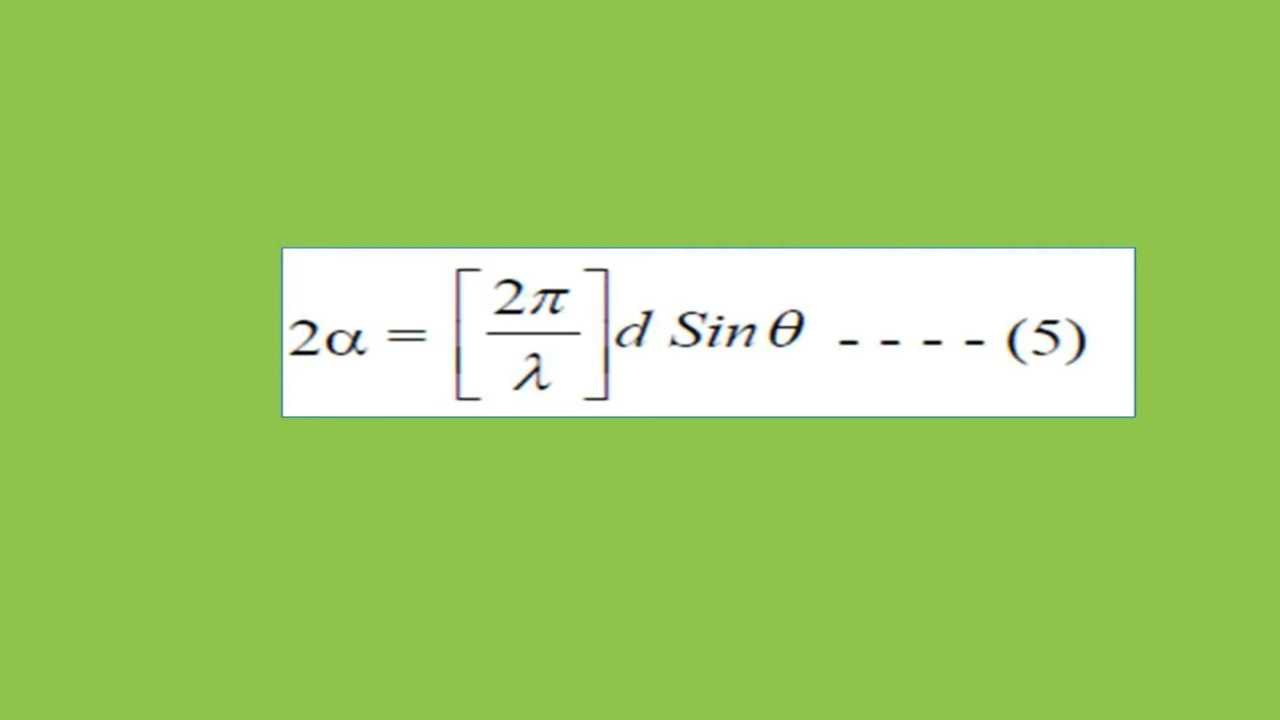 2α = [2π/λ] d Sin θ - - - - (5)